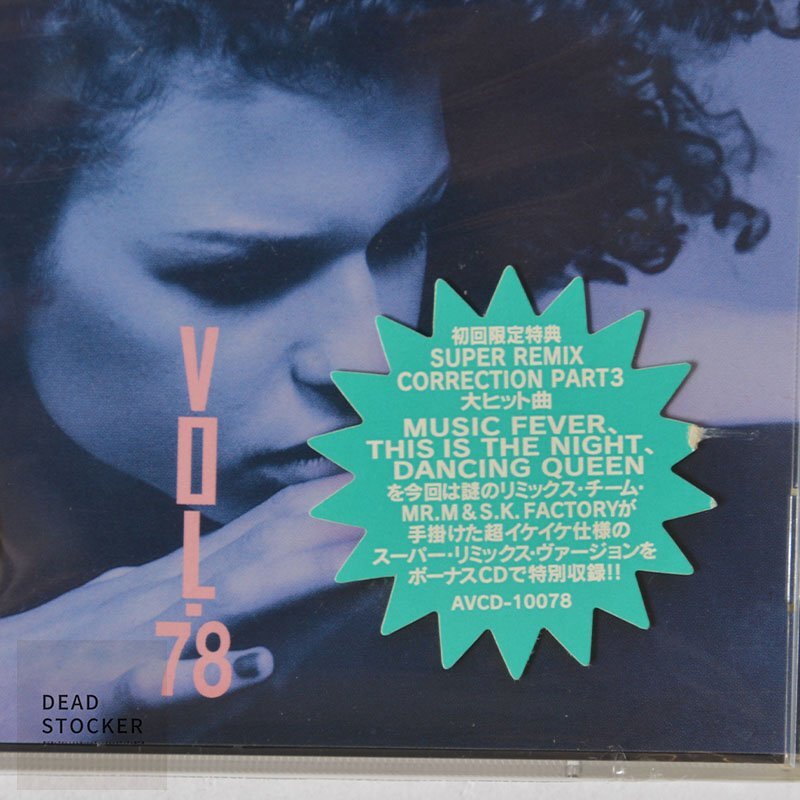 VOL.78
初回限定特典
SUPER REMIX
CORRECTION PART3
大ヒット曲
MUSIC FEVER、
THIS IS THE NIGHT、
DANCING QUEEN
を今回は謎のリミックス・チーム・
MR.M & S.K. FACTORYが
手掛けた超イケイケ仕様の
スーパー・リミックス・ヴァージョンを
ボーナスCDで特別収録!!
AVCD-10078
DEAD
STOCKER